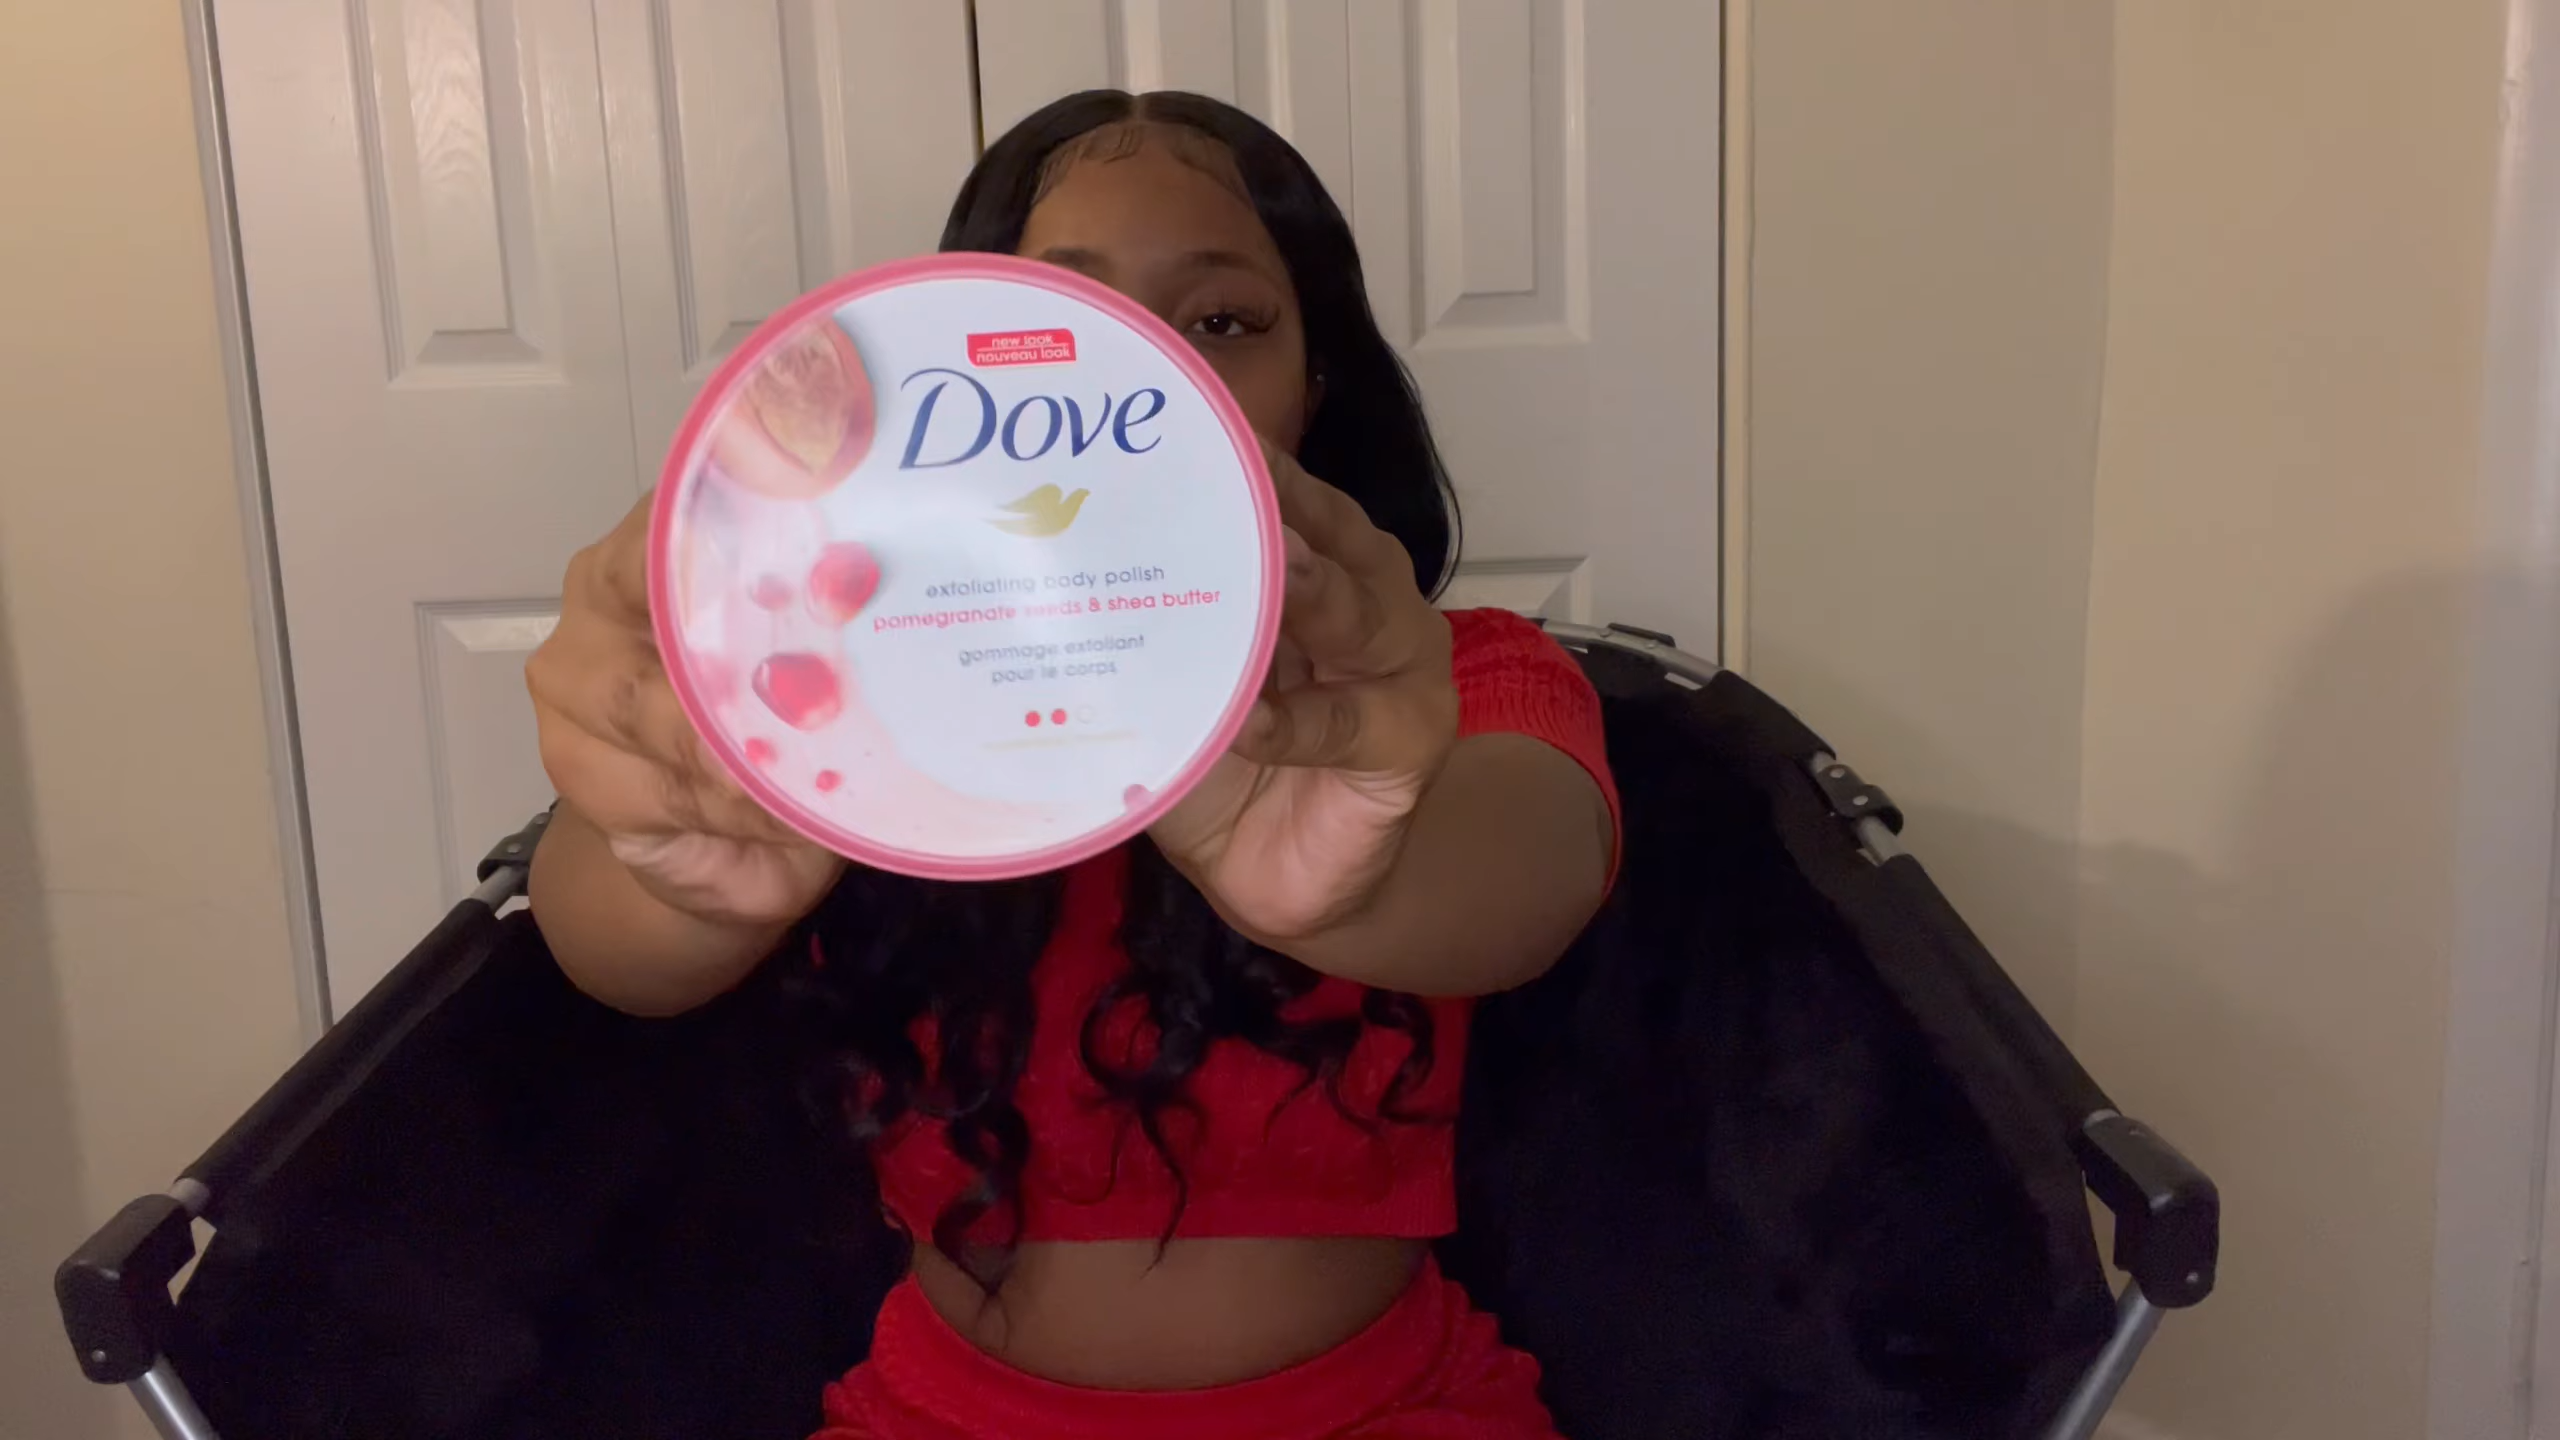 new look
nouveau look
Dove
exfoliating body polish
pomegranate seeds & shea butter
gommage exfoliant
pour le corps